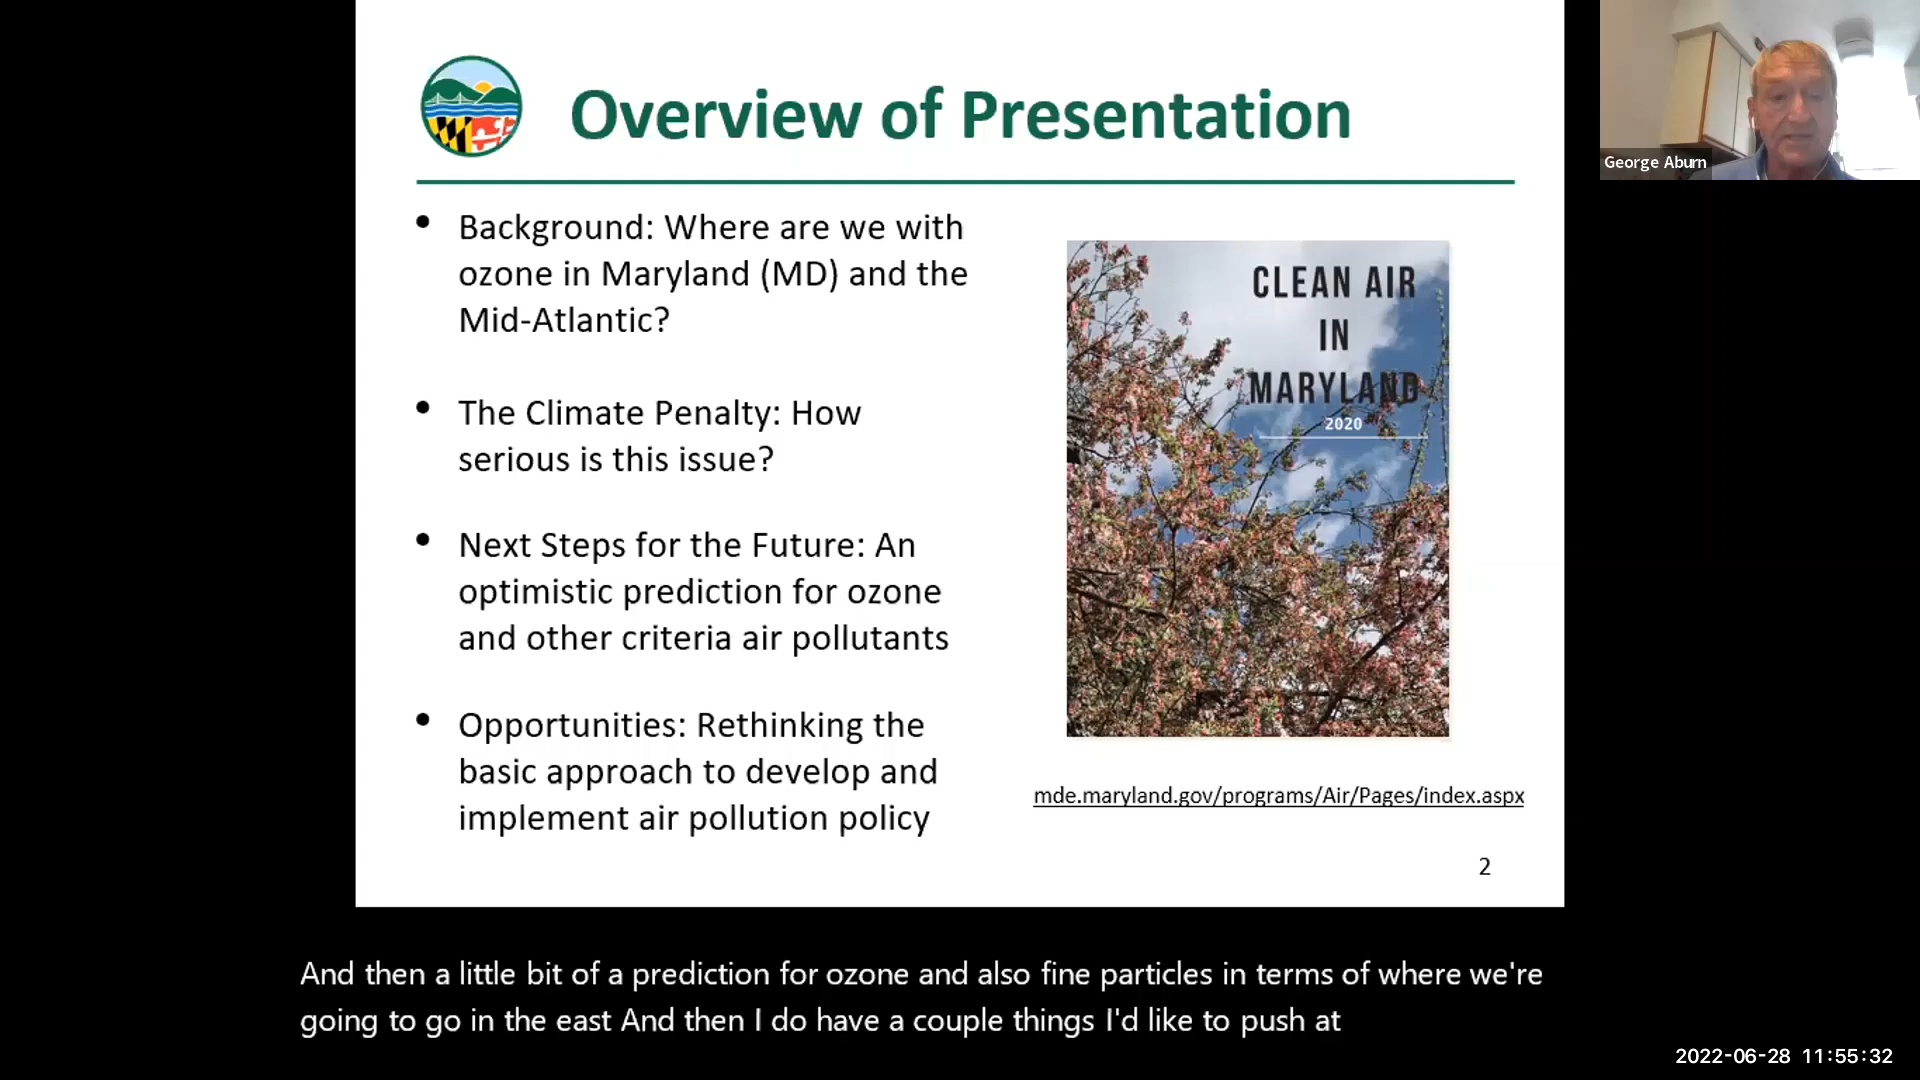 Overview of Presentation
George Aburn
• Background: Where are we with
ozone in Maryland (MD) and the
Mid-Atlantic?
• The Climate Penalty: How
serious is this issue?
• Next Steps for the Future: An
optimistic prediction for ozone
and other criteria air pollutants
• Opportunities: Rethinking the
basic approach to develop and
implement air pollution policy
CLEAN AIR
IN
MARYLAND
2020
mde.maryland.gov/programs/Air/Pages/index.aspx
2
And then a little bit of a prediction for ozone and also fine particles in terms of where we're
going to go in the east And then I do have a couple things I'd like to push at
2022-06-28 11:55:32